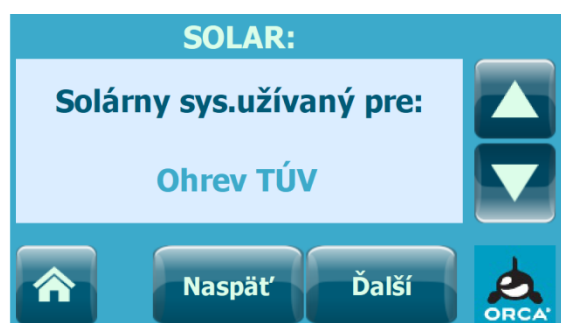 SOLAR:
Solárny sys.užívaný pre:
Ohrev TÚV
Naspäť Ďalší
ORCA